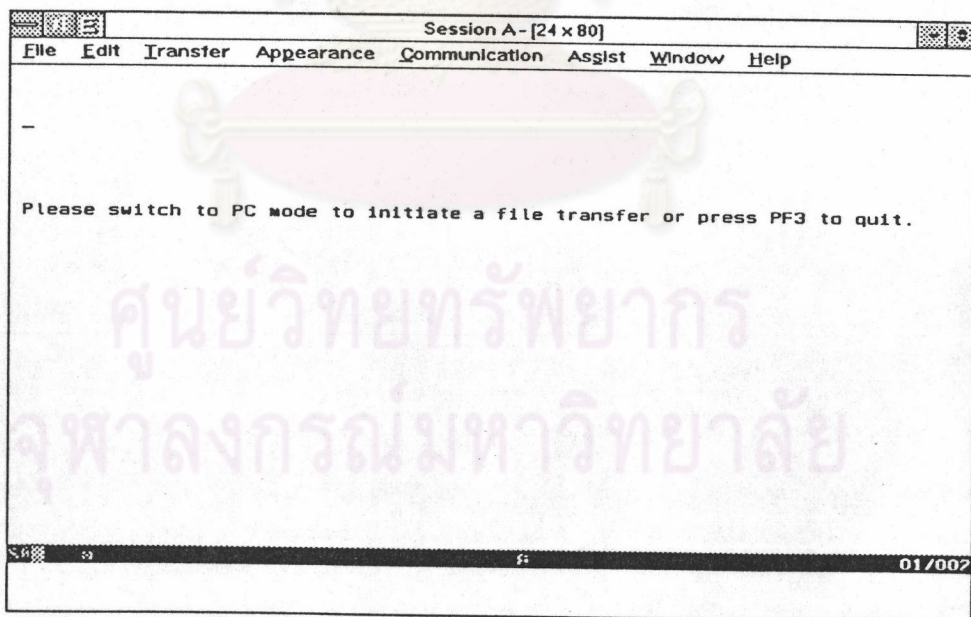 Session A - [24 x 80]
File Edit Transfer Appearance Communication Assist Window Help
Please switch to PC mode to initiate a file transfer or press PF3 to quit.
ศูนย์วิทยทรัพยากร
จุฬาลงกรณ์มหาวิทยาลัย
01/002